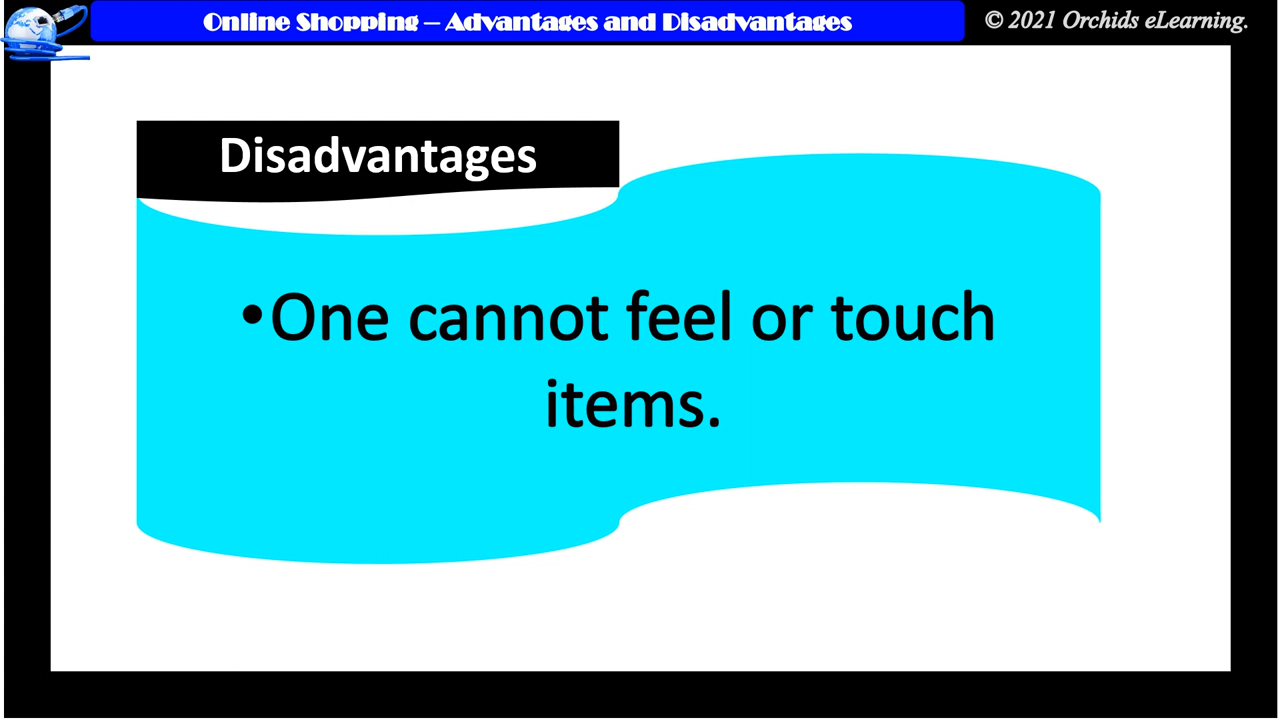 Online Shopping – Advantages and Disadvantages
© 2021 Orchids eLearning.
Disadvantages
•One cannot feel or touch
items.